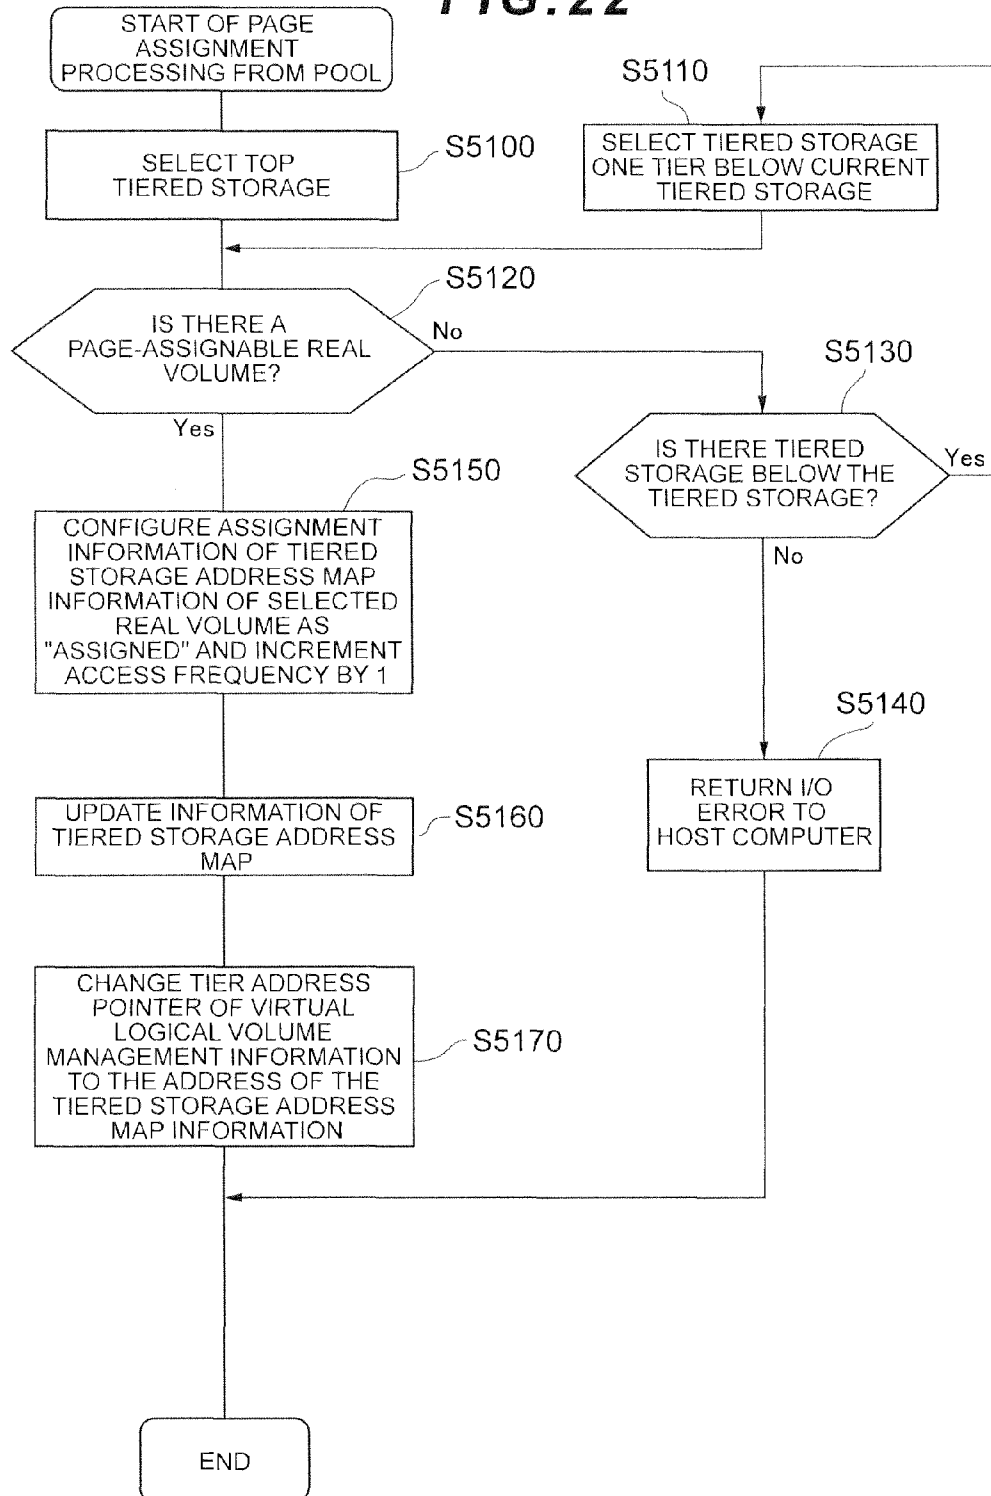 FIG.22
START OF PAGE
ASSIGNMENT
PROCESSING FROM POOL
SELECT TOP
TIERED STORAGE
S5100
S5110
SELECT TIERED STORAGE
ONE TIER BELOW CURRENT
TIERED STORAGE
S5120
IS THERE A
PAGE-ASSIGNABLE REAL
VOLUME?
No
Yes
S5130
IS THERE TIERED
STORAGE BELOW THE
TIERED STORAGE?
Yes
No
S5140
RETURN I/O
ERROR TO
HOST COMPUTER
S5150
CONFIGURE ASSIGNMENT
INFORMATION OF TIERED
STORAGE ADDRESS MAP
INFORMATION OF SELECTED
REAL VOLUME AS
"ASSIGNED" AND INCREMENT
ACCESS FREQUENCY BY 1
UPDATE INFORMATION OF
TIERED STORAGE ADDRESS
MAP
S5160
CHANGE TIER ADDRESS
POINTER OF VIRTUAL
LOGICAL VOLUME
MANAGEMENT INFORMATION
TO THE ADDRESS OF THE
TIERED STORAGE ADDRESS
MAP INFORMATION
S5170
END